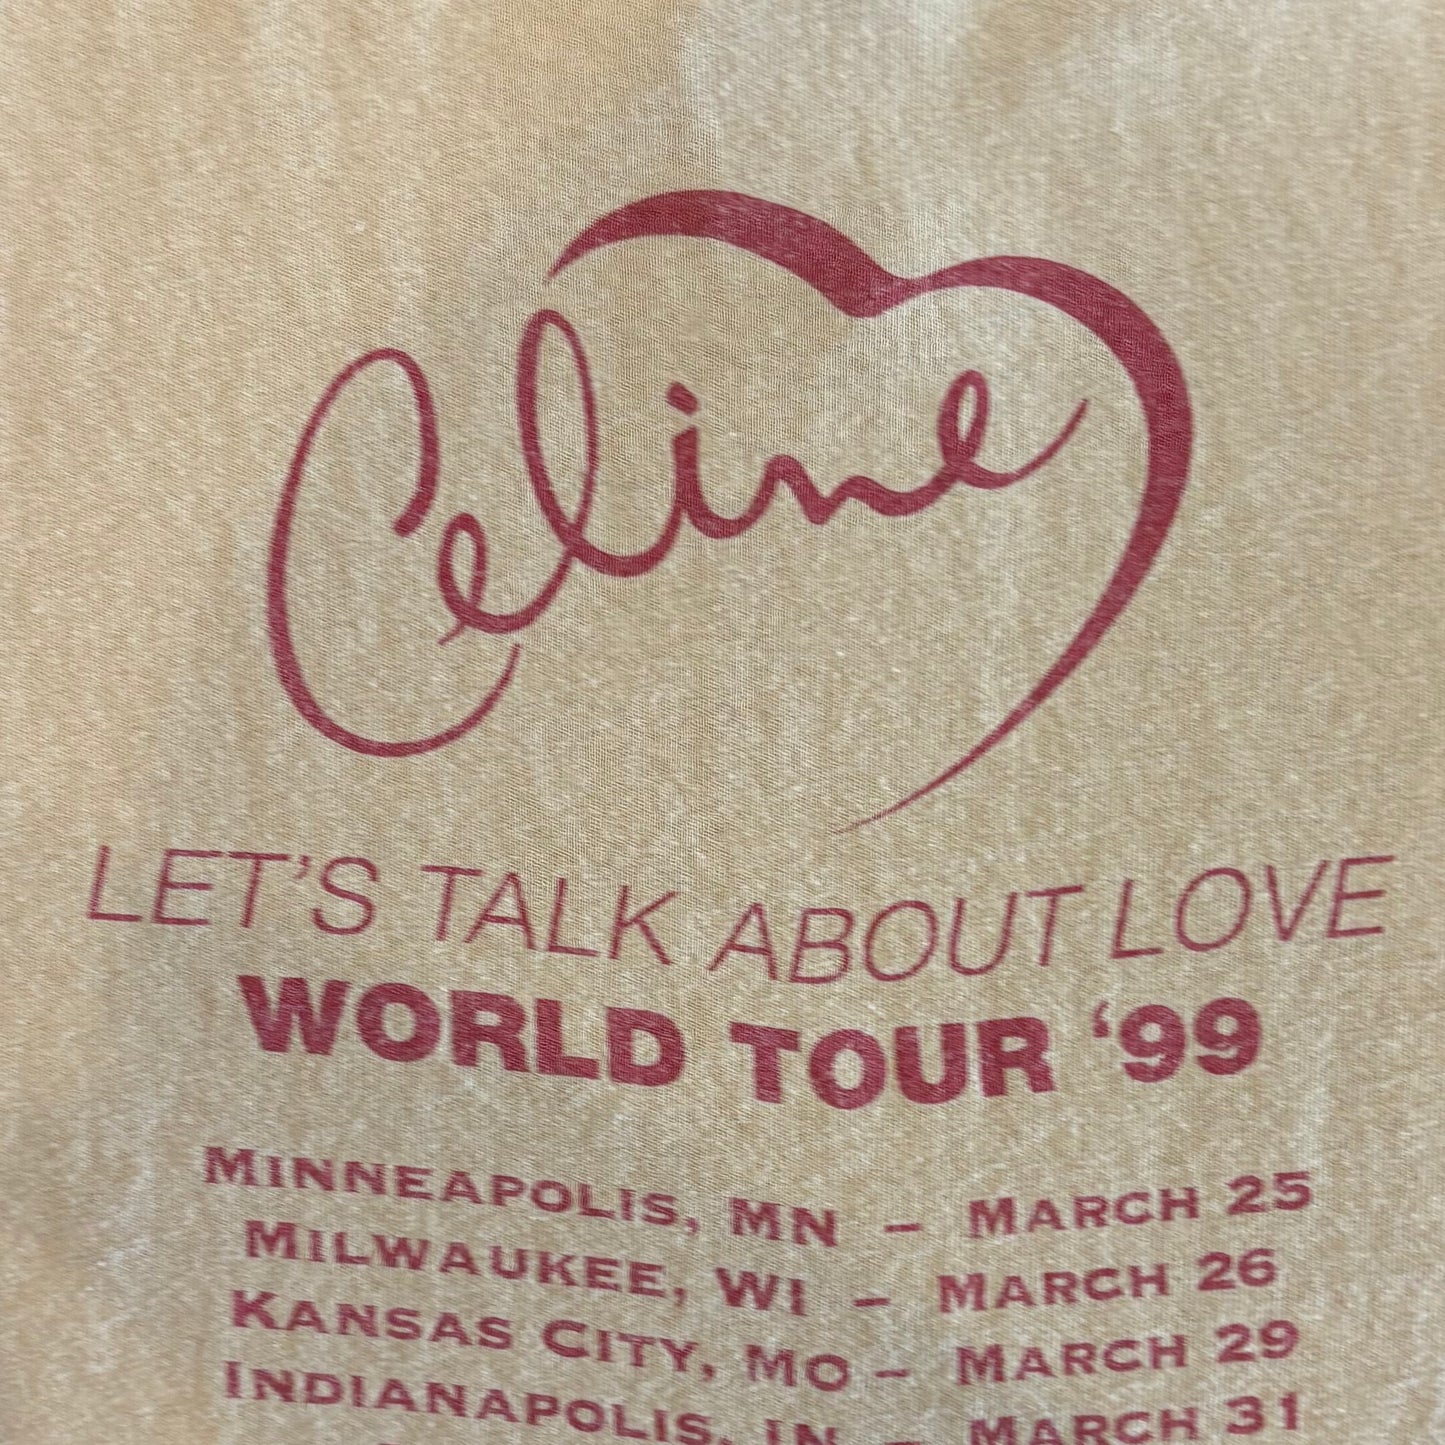 Celine
LET'S TALK ABOUT LOVE
WORLD TOUR '99
MINNEAPOLIS, MN – MARCH 25
MILWAUKEE, WI – MARCH 26
KANSAS CITY, MO – MARCH 29
INDIANAPOLIS, IN – MARCH 31